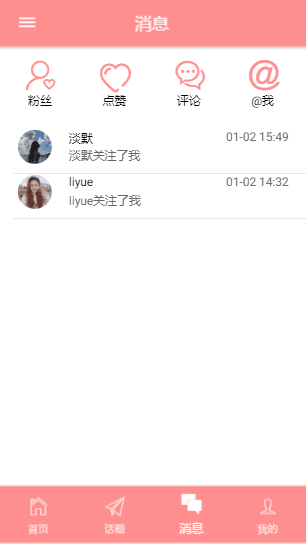 消息
粉丝 点赞 评论 @我
淡默 01-02 15:49
淡默关注了我
liyue 01-02 14:32
liyue关注了我
首页 话题 消息 我的